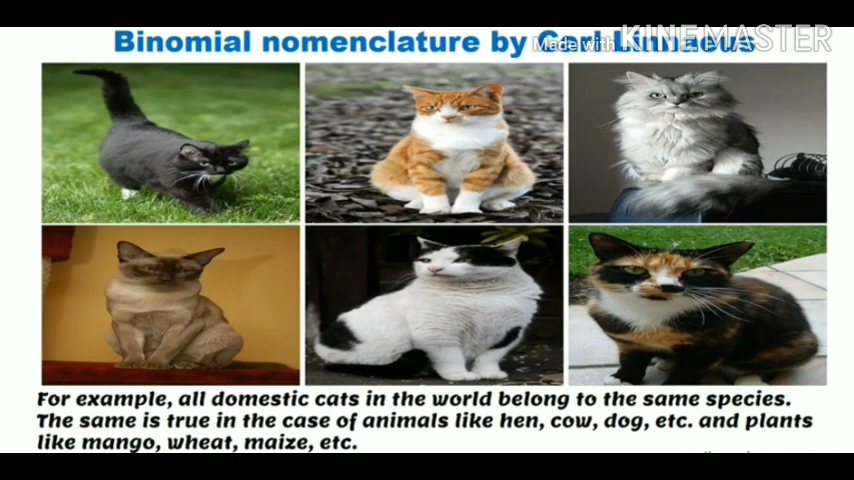 Binomial nomenclature by Carl Linnaeus
Made with KINEMASTER
For example, all domestic cats in the world belong to the same species.
The same is true in the case of animals like hen, cow, dog, etc. and plants
like mango, wheat, maize, etc.